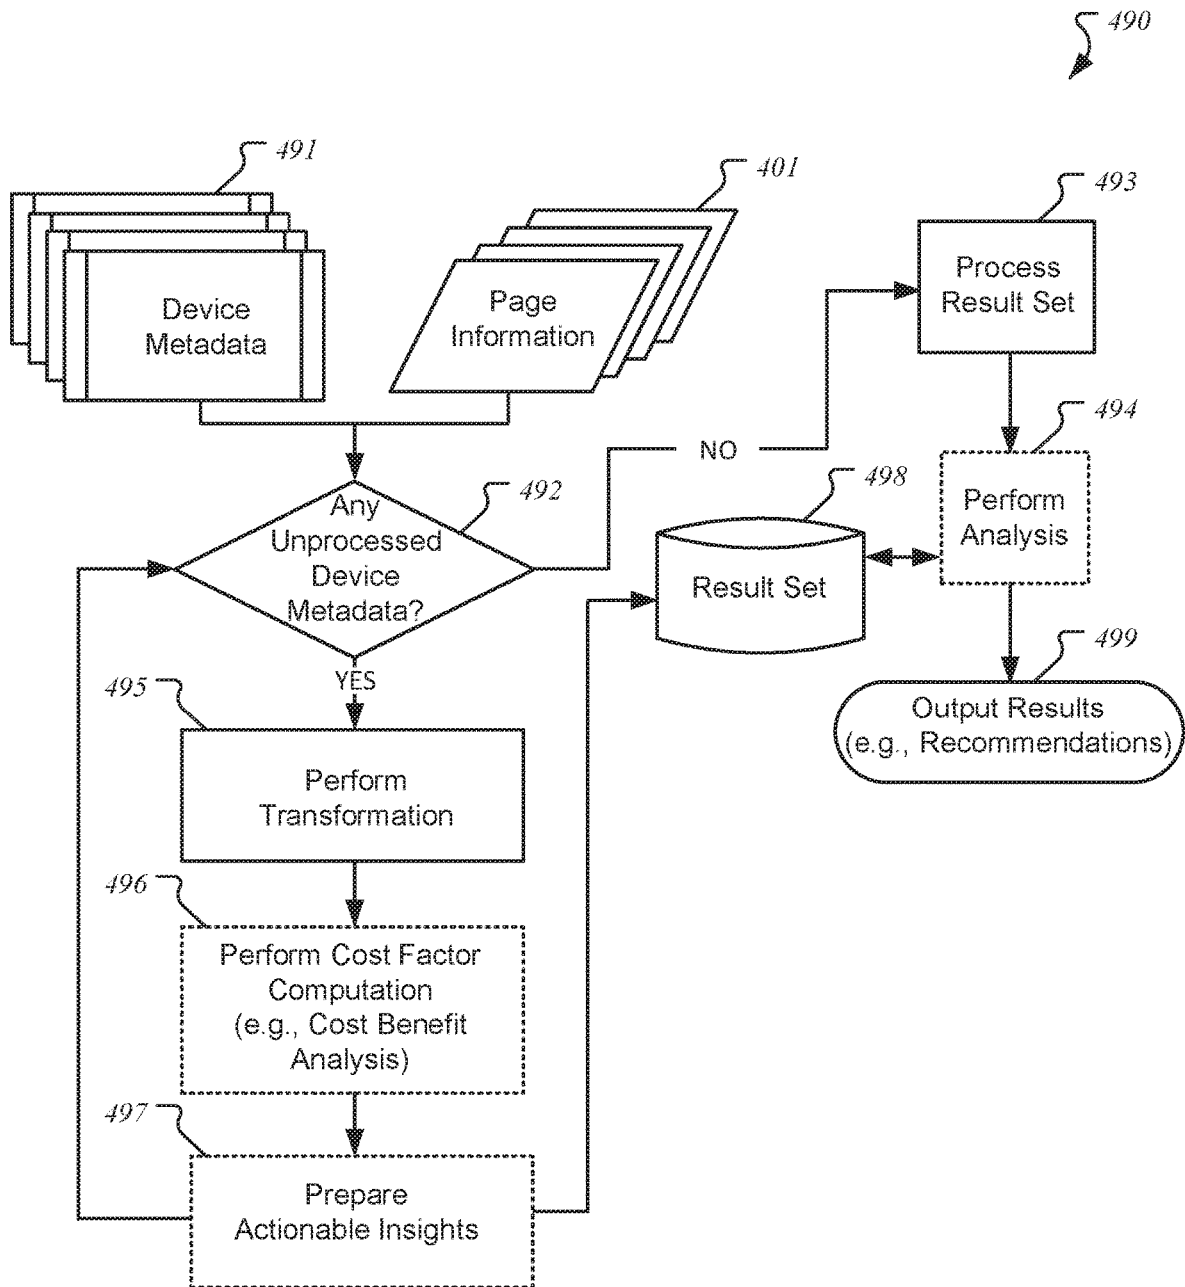 490
491
401
493
Device
Metadata
Page
Information
Process
Result Set
494
NO
492
498
Any
Unprocessed
Device
Metadata?
Perform
Analysis
Result Set
YES
495
499
Output Results
(e.g., Recommendations)
Perform
Transformation
496
Perform Cost Factor
Computation
(e.g., Cost Benefit
Analysis)
497
Prepare
Actionable Insights